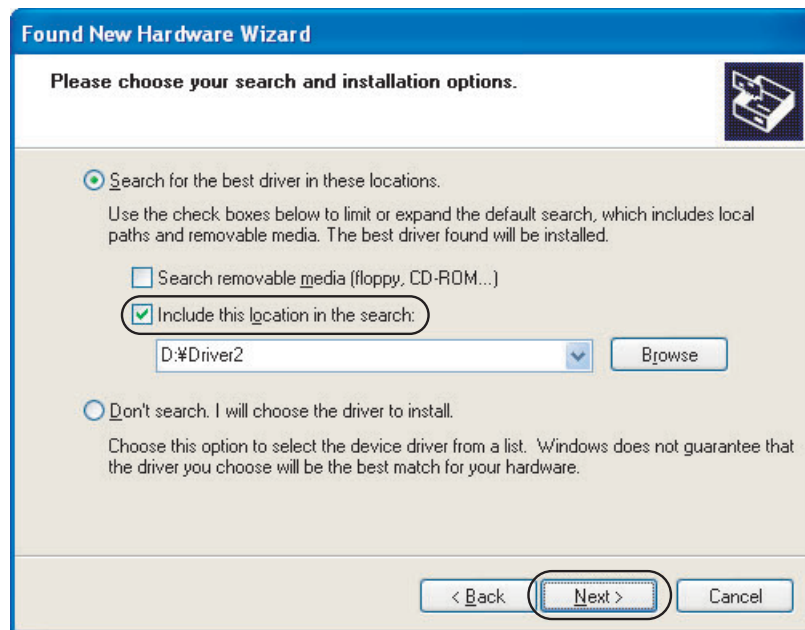 Found New Hardware Wizard
Please choose your search and installation options.
Search for the best driver in these locations.
Use the check boxes below to limit or expand the default search, which includes local
paths and removable media. The best driver found will be installed.
Search removable media (floppy, CD-ROM...)
Include this location in the search:
D:¥Driver2
Browse
Don't search. I will choose the driver to install.
Choose this option to select the device driver from a list. Windows does not guarantee that
the driver you choose will be the best match for your hardware.
< Back Next > Cancel